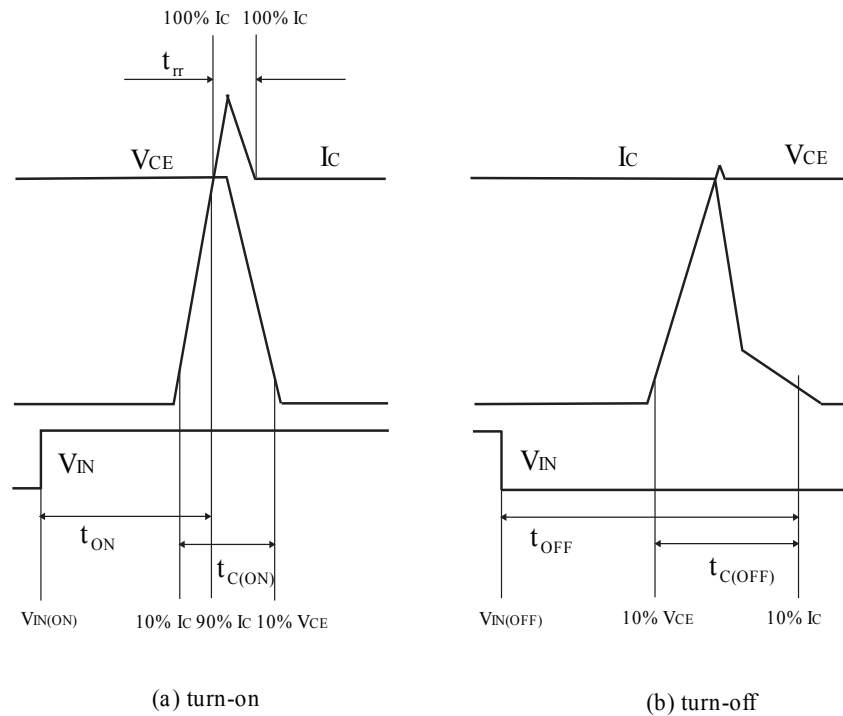 100% IC 100% IC
trr
VCE IC
IC VCE
VIN
VIN
tON
tC(ON)
tOFF
tC(OFF)
VIN(ON) 10% IC 90% IC 10% VCE
VIN(OFF) 10% VCE 10% IC
(a) turn-on
(b) turn-off